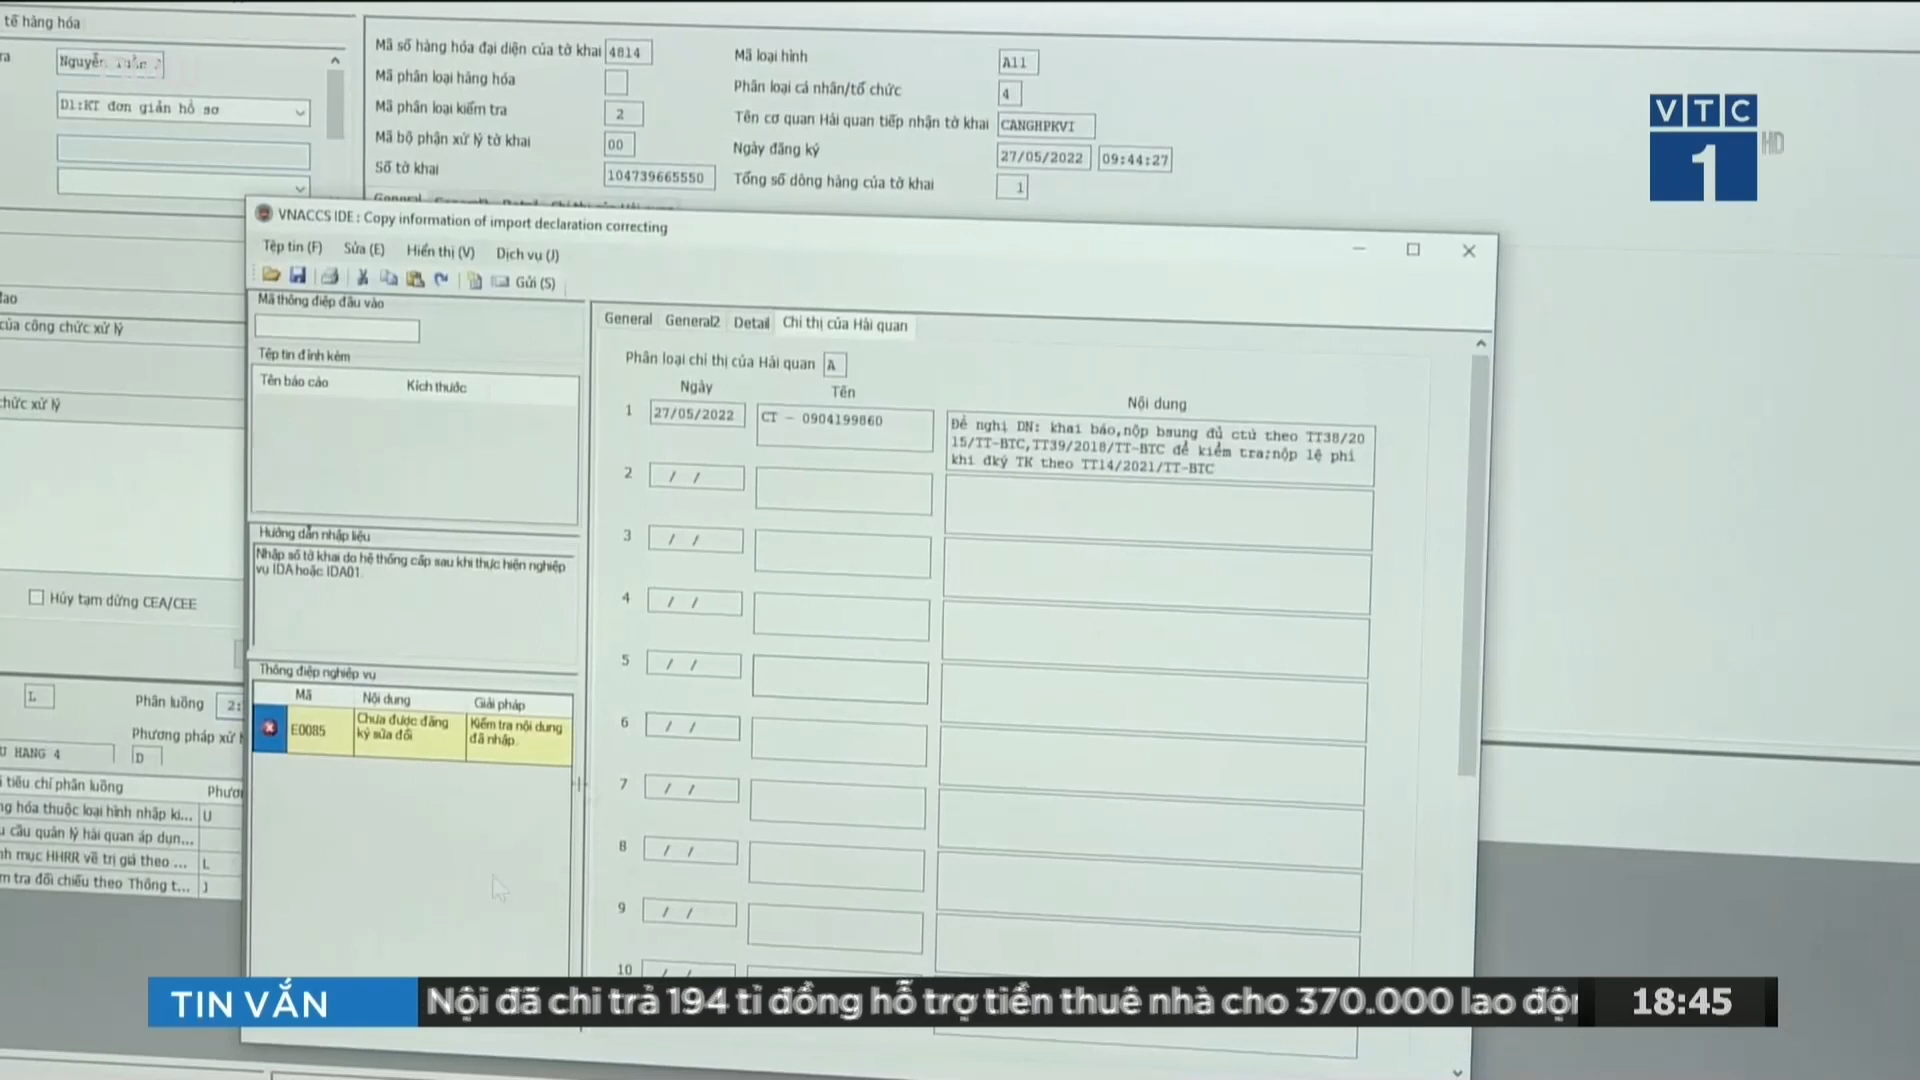 tế hàng hóa
ra
Nguyễn
D1:KT đơn giản hồ sơ
Mã số hàng hóa đại diện của tờ khai 4814
Mã phân loại hàng hóa
Mã phân loại kiểm tra 2
Mã bộ phận xử lý tờ khai 00
Số tờ khai 104739665550
Mã loại hình A11
Phân loại cá nhân/tổ chức 4
Tên cơ quan Hải quan tiếp nhận tờ khai CANGHPKVI
Ngày đăng ký 27/05/2022 09:44:27
Tổng số dòng hàng của tờ khai 1
VTC
1
HD
VNACCS IDE : Copy information of import declaration correcting
Tệp tin (F) Sửa (E) Hiển thị (V) Dịch vụ (J)
Gửi (S)
Mã thông điệp đầu vào
Tệp tin đính kèm
Tên báo cáo Kích thước
Hướng dẫn nhập liệu
Nhập số tờ khai do hệ thống cấp sau khi thực hiện nghiệp
vụ IDA hoặc IDA01.
Thông điệp nghiệp vụ
Mã Nội dung Giải pháp
E0085 Chưa được đăng ký sửa đổi Kiểm tra nội dung đã nhập.
General General2 Detail Chỉ thị của Hải quan
Phân loại chỉ thị của Hải quan A
Ngày Tên Nội dung
1 27/05/2022 CT - 0904199860
Đề nghị DN: khai báo,nộp bsung đủ ctừ theo TT38/20
15/TT-BTC,TT39/2018/TT-BTC để kiểm tra;nộp lệ phí
khi đký TK theo TT14/2021/TT-BTC
2 / /
3 / /
4 / /
5 / /
6 / /
7 / /
8 / /
9 / /
10 / /
của công chức xử lý
chức xử lý
Hủy tạm dừng CEA/CEE
L
Phân luồng 2:
Phương pháp xử
HANG 4
D
tiêu chí phân luồng
hóa thuộc loại hình nhập ki... U
cầu quản lý hải quan áp dụn...
mục HHRR về trị giá theo ... L
tra đối chiếu theo Thông t... J
TIN VẮN
Nội đã chi trả 194 tỉ đồng hỗ trợ tiền thuê nhà cho 370.000 lao độn
18:45